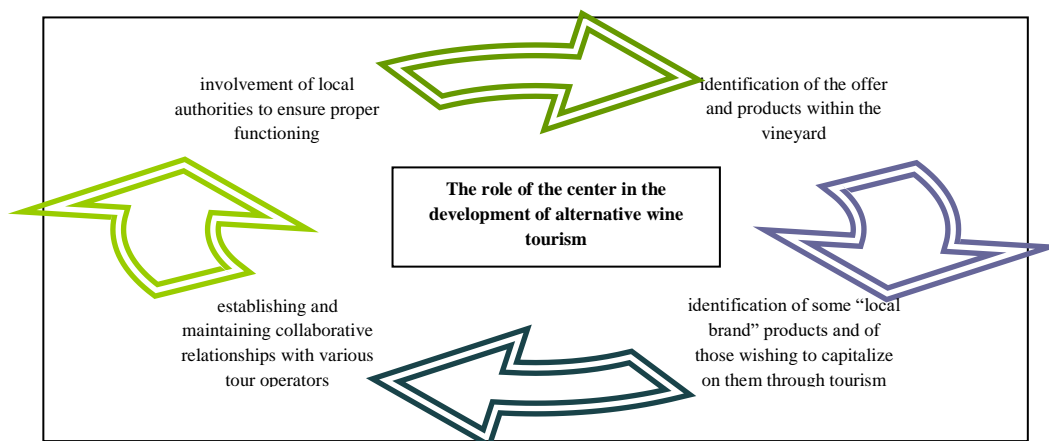 involvement of local
authorities to ensure proper
functioning
identification of the offer
and products within the
vineyard
The role of the center in the
development of alternative wine
tourism
establishing and
maintaining collaborative
relationships with various
tour operators
identification of some “local
brand” products and of
those wishing to capitalize
on them through tourism